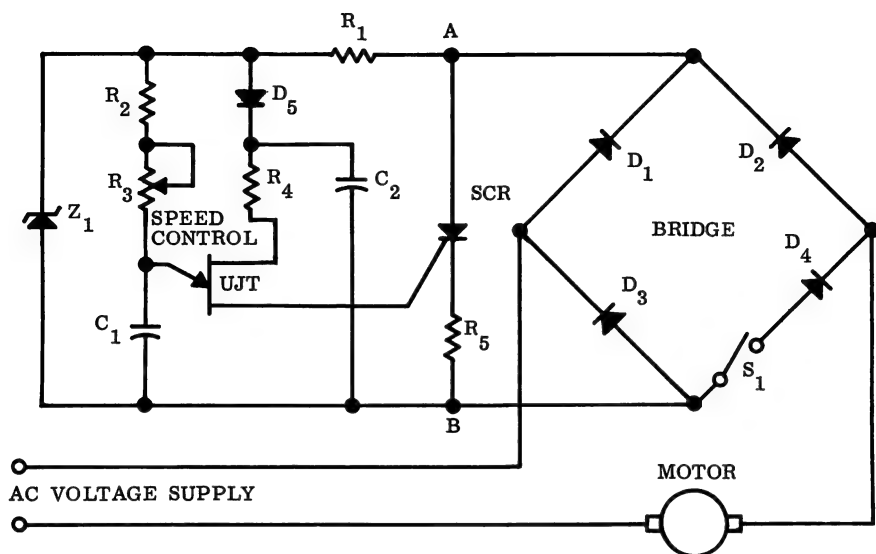 R1
A
R2
D5
D1
D2
R3
R4
C2
SCR
Z1
SPEED
CONTROL
BRIDGE
UJT
D3
D4
C1
R5
S1
B
AC VOLTAGE SUPPLY
MOTOR